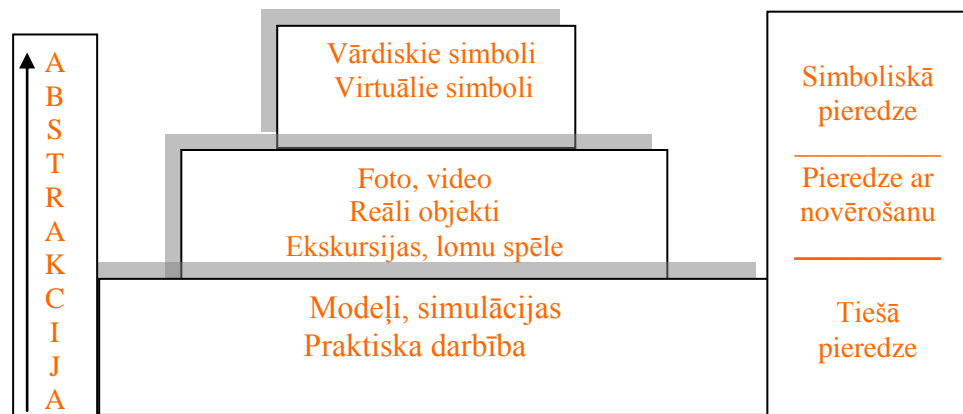 A
B
S
T
R
A
K
C
I
J
A
Vārdiskie simboli
Virtuālie simboli
Foto, video
Reāli objekti
Ekskursijas, lomu spēle
Modeļi, simulācijas
Praktiska darbība
Simboliskā
pieredze
Pieredze ar
novērošanu
Tiešā
pieredze